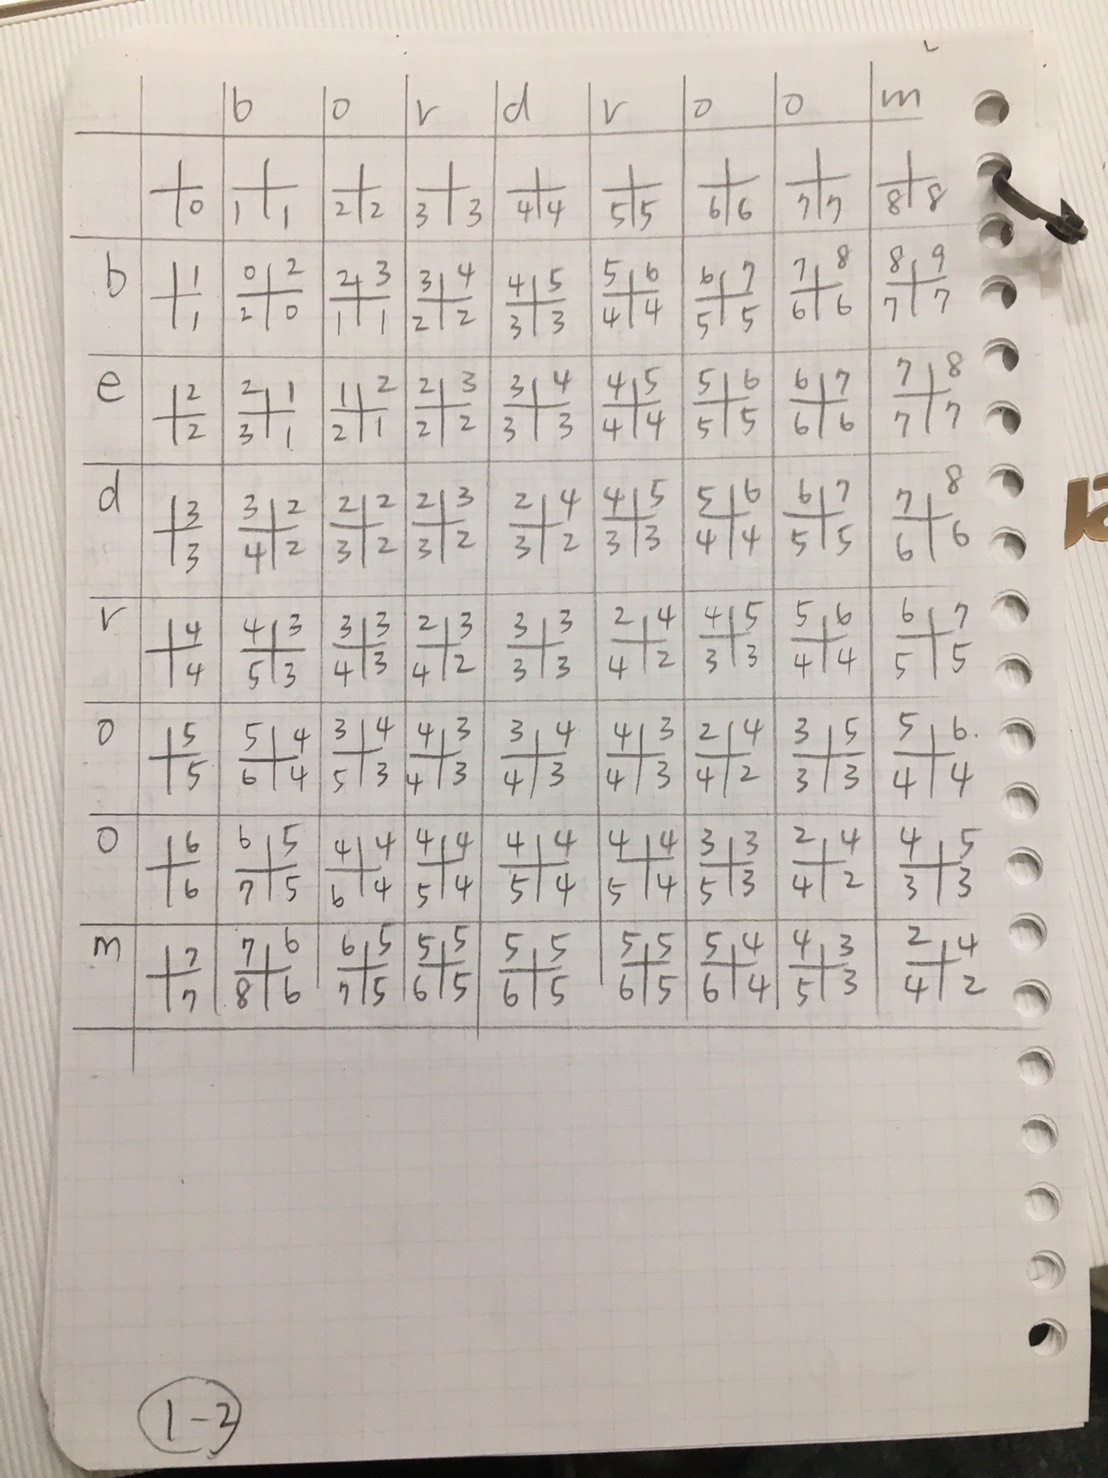 b o r d r o o m
0 1 1 2 2 3 3 4 4 5 5 6 6 7 7 8 8
b 1 0 2 2 3 3 4 4 5 5 6 6 7 7 8 8 9
1 2 0 1 1 2 2 3 3 4 4 5 5 6 6 7 7
e 2 2 1 1 2 2 3 3 4 4 5 5 6 6 7 7 8
2 3 1 2 1 2 2 3 3 4 4 5 5 6 6 7 7
d 3 3 2 2 2 2 3 2 4 4 5 5 6 6 7 7 8
3 4 2 3 2 3 2 3 2 3 3 4 4 5 5 6 6
r 4 4 3 3 3 2 3 3 3 2 4 4 5 5 6 6 7
4 5 3 4 3 4 2 3 3 4 2 3 3 4 4 5 5
o 5 5 4 3 4 4 3 3 4 4 3 2 4 3 5 5 6.
5 6 4 5 3 4 3 4 3 4 3 4 2 3 3 4 4
o 6 6 5 4 4 4 4 4 4 4 4 3 3 2 4 4 5
6 7 5 6 4 5 4 5 4 5 4 5 3 4 2 3 3
m 7 7 6 6 5 5 5 5 5 5 5 5 4 4 3 2 4
7 8 6 7 5 6 5 6 5 6 5 6 4 5 3 4 2
1-3